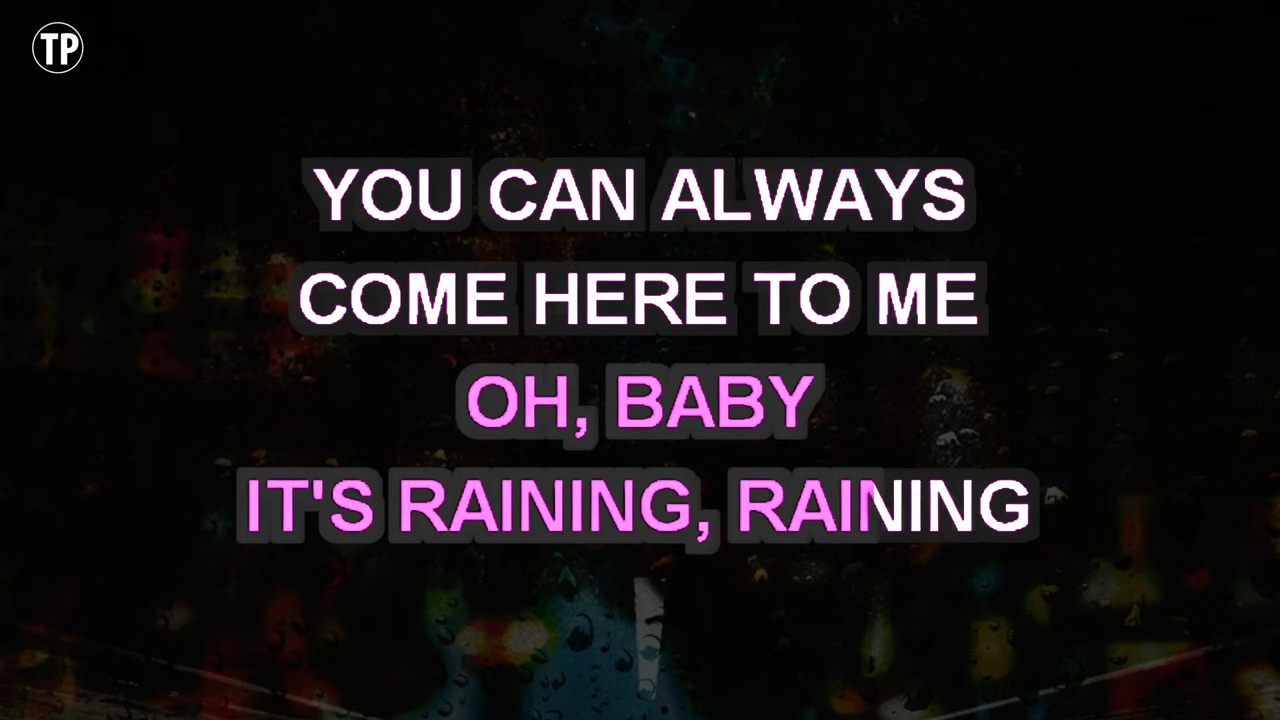 TP
YOU CAN ALWAYS
COME HERE TO ME
OH, BABY
IT'S RAINING, RAINING